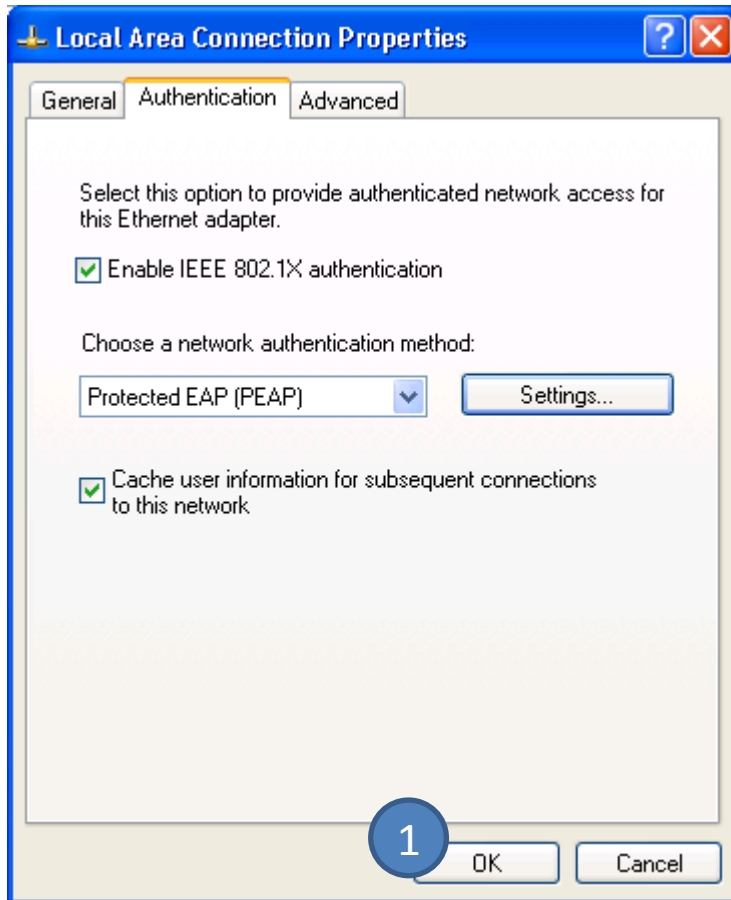 Local Area Connection Properties
?
General
Authentication
Advanced
Select this option to provide authenticated network access for
this Ethernet adapter.
Enable IEEE 802.1X authentication
Choose a network authentication method:
Protected EAP (PEAP)
Settings...
Cache user information for subsequent connections
to this network
1
OK
Cancel